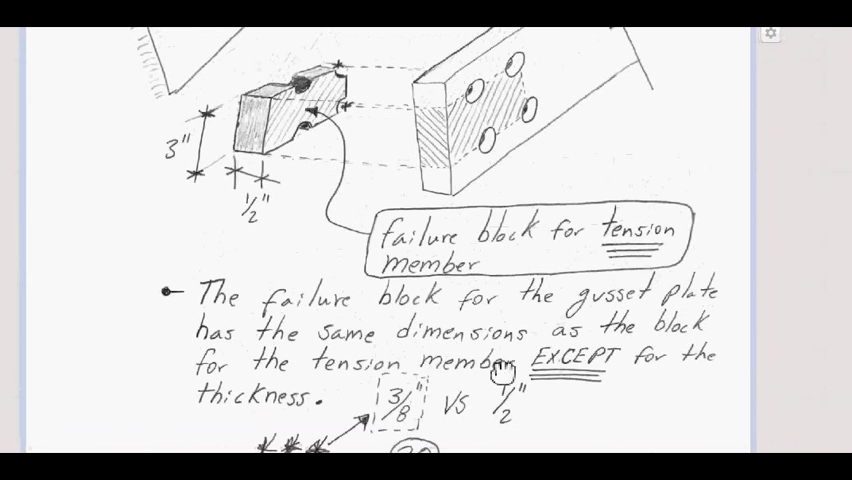 3"
1/2"
failure block for tension
member
The failure block for the gusset plate
has the same dimensions as the block
for the tension member EXCEPT for the
thickness. 3/8" VS 1/2"